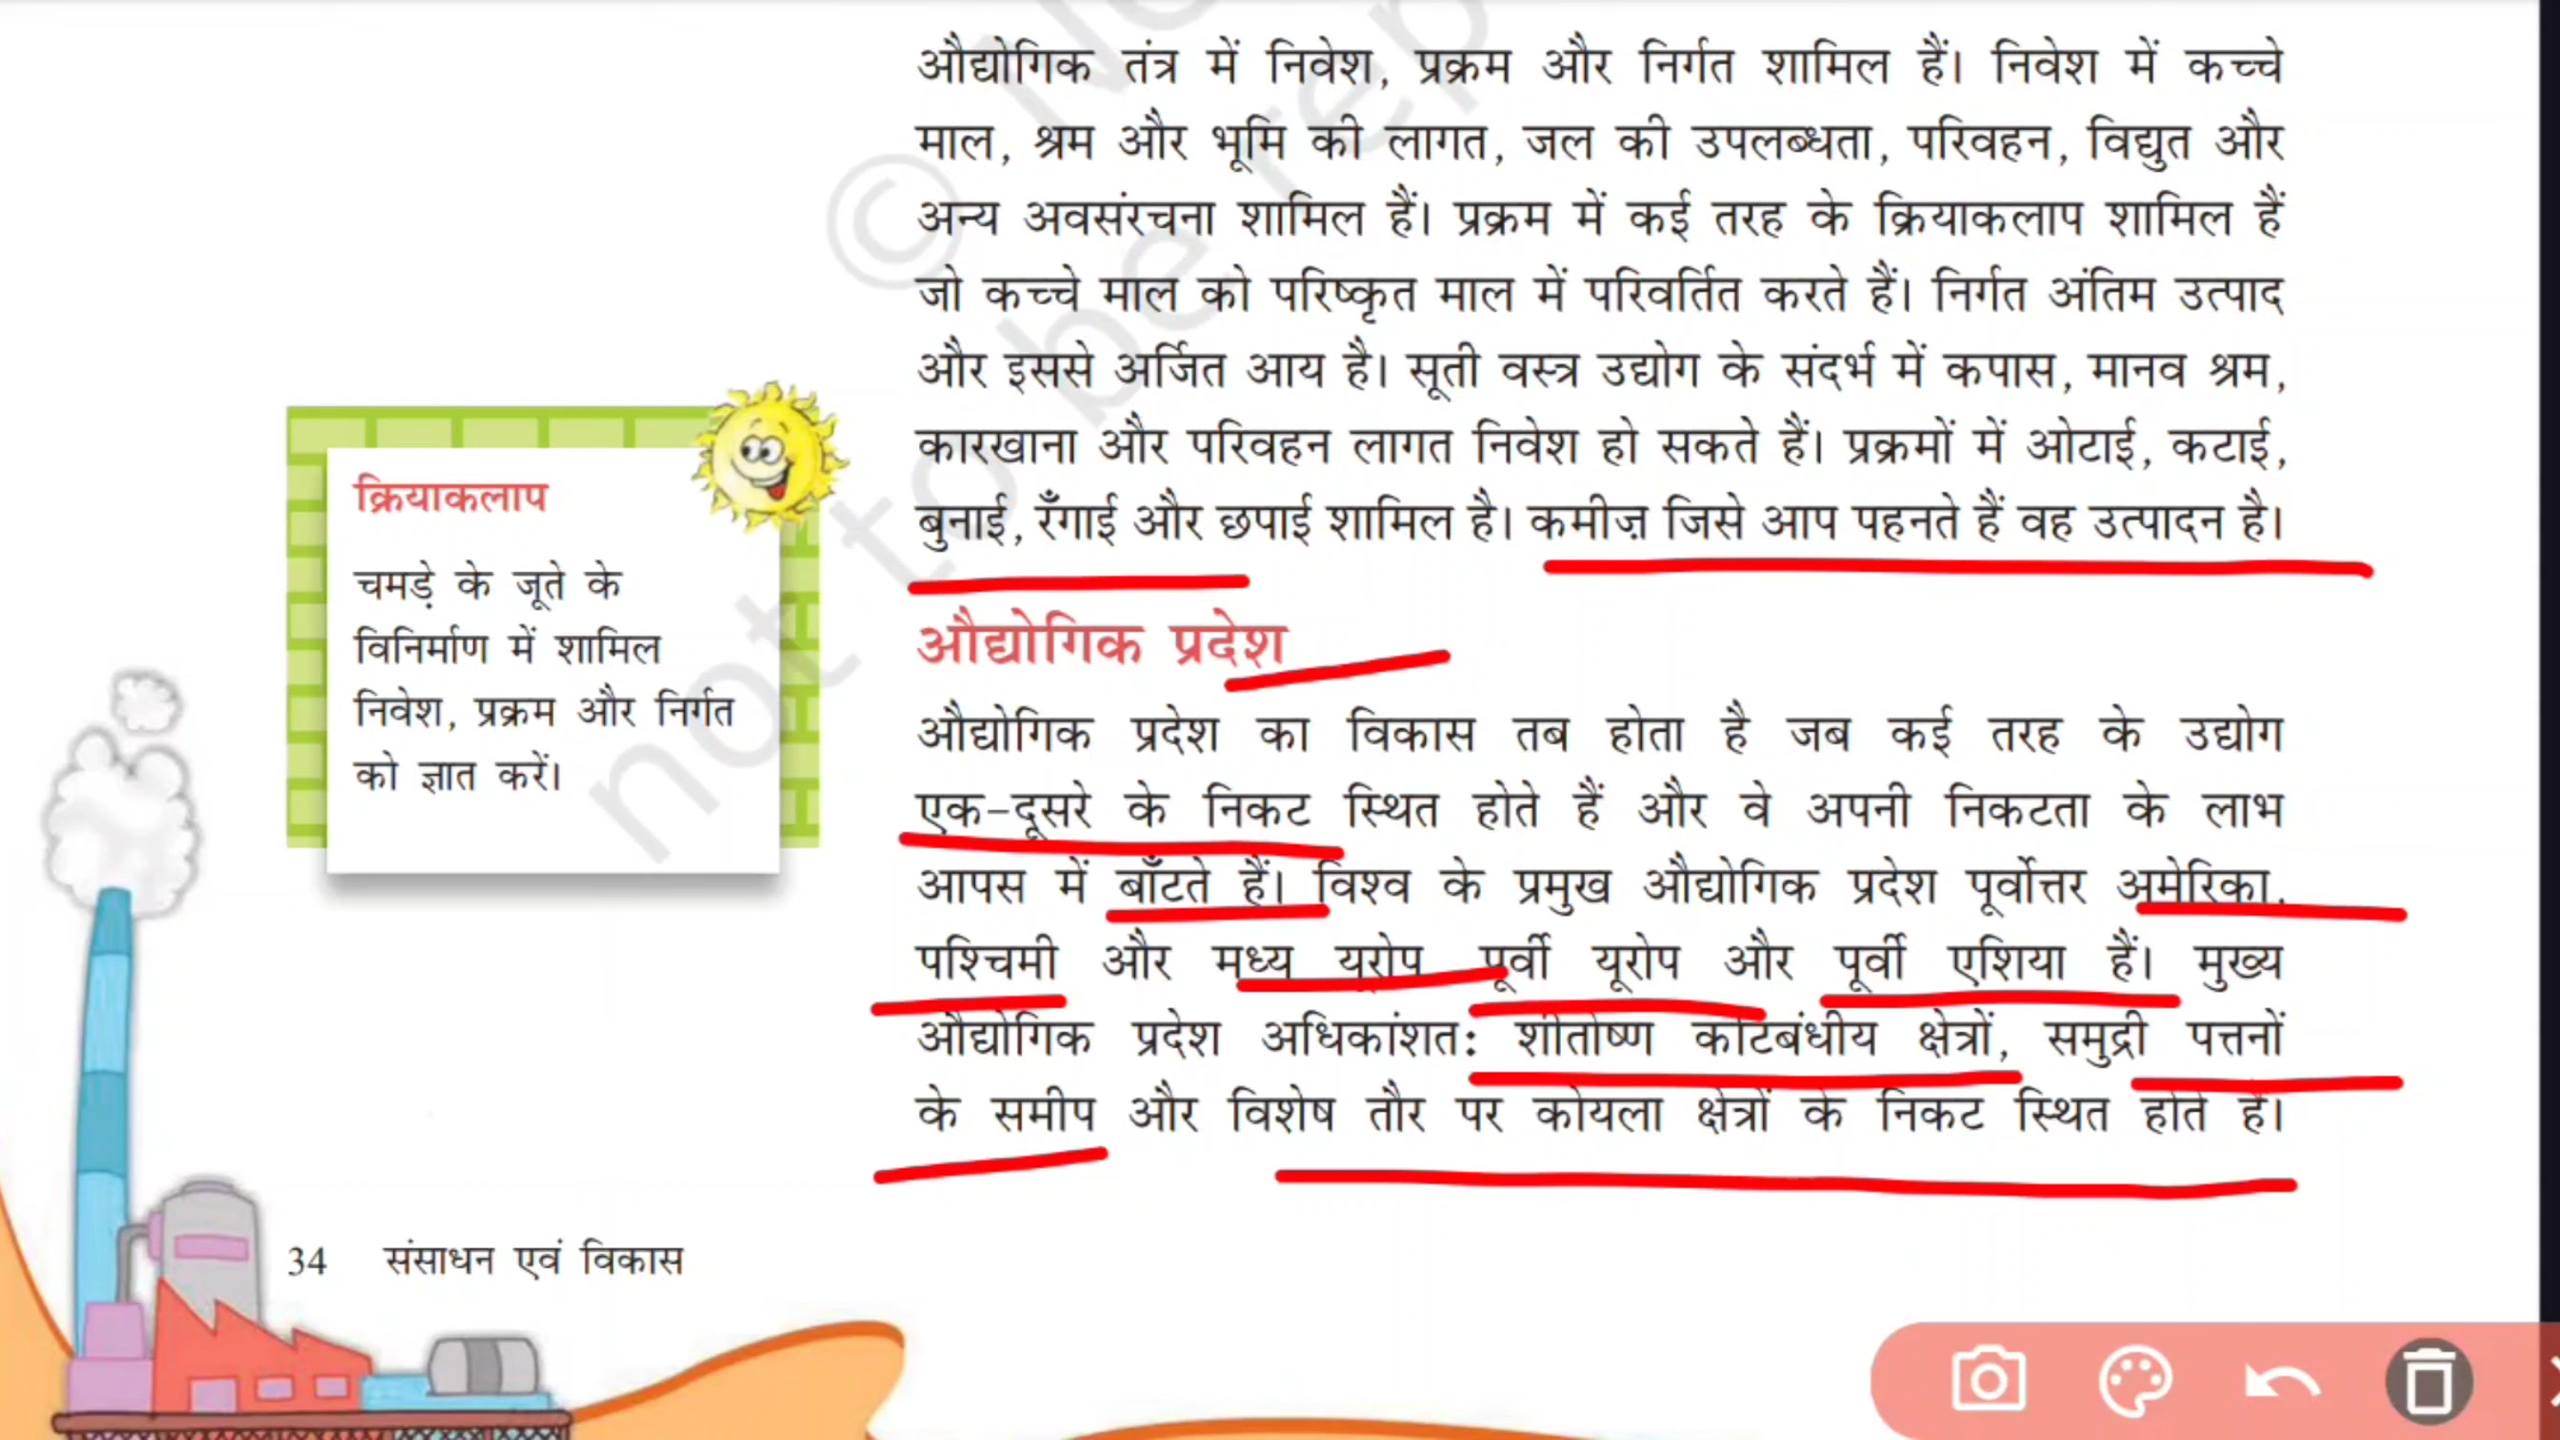 औद्योगिक तंत्र में निवेश, प्रक्रम और निर्गत शामिल हैं। निवेश में कच्चे
माल, श्रम और भूमि की लागत, जल की उपलब्धता, परिवहन, विद्युत और
अन्य अवसंरचना शामिल हैं। प्रक्रम में कई तरह के क्रियाकलाप शामिल हैं
जो कच्चे माल को परिष्कृत माल में परिवर्तित करते हैं। निर्गत अंतिम उत्पाद
और इससे अर्जित आय है। सूती वस्त्र उद्योग के संदर्भ में कपास, मानव श्रम,
कारखाना और परिवहन लागत निवेश हो सकते हैं। प्रक्रमों में ओटाई, कटाई,
बुनाई, रँगाई और छपाई शामिल है। कमीज़ जिसे आप पहनते हैं वह उत्पादन है।
औद्योगिक प्रदेश
औद्योगिक प्रदेश का विकास तब होता है जब कई तरह के उद्योग
एक-दूसरे के निकट स्थित होते हैं और वे अपनी निकटता के लाभ
आपस में बाँटते हैं। विश्व के प्रमुख औद्योगिक प्रदेश पूर्वोत्तर अमेरिका,
पश्चिमी और मध्य यूरोप पूर्वी यूरोप और पूर्वी एशिया हैं। मुख्य
औद्योगिक प्रदेश अधिकांशत: शीतोष्ण कटिबंधीय क्षेत्रों, समुद्री पत्तनों
के समीप और विशेष तौर पर कोयला क्षेत्रों के निकट स्थित होते हैं।
क्रियाकलाप
चमड़े के जूते के
विनिर्माण में शामिल
निवेश, प्रक्रम और निर्गत
को ज्ञात करें।
34 संसाधन एवं विकास
©
not to be rep